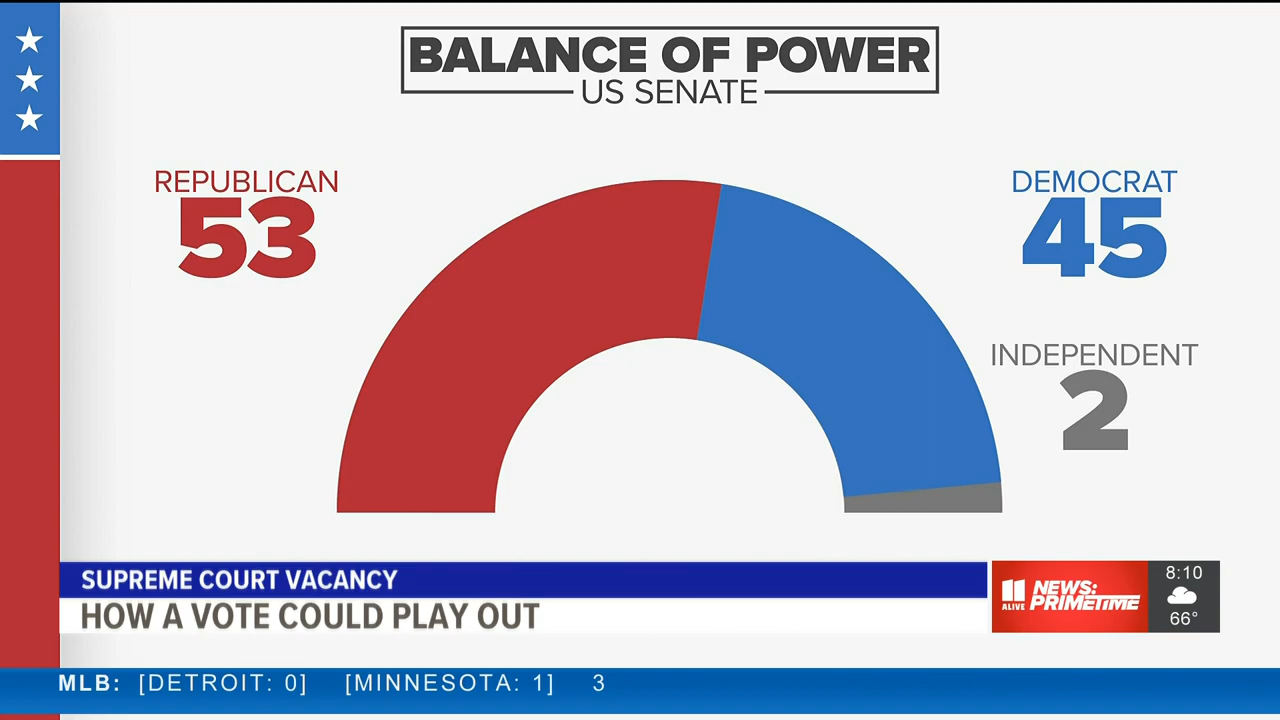 BALANCE OF POWER
US SENATE
REPUBLICAN
53
DEMOCRAT
45
INDEPENDENT
2
SUPREME COURT VACANCY
HOW A VOTE COULD PLAY OUT
11 ALIVE
NEWS:
PRIMETIME
8:10
66°
MLB: [DETROIT: 0] [MINNESOTA: 1] 3